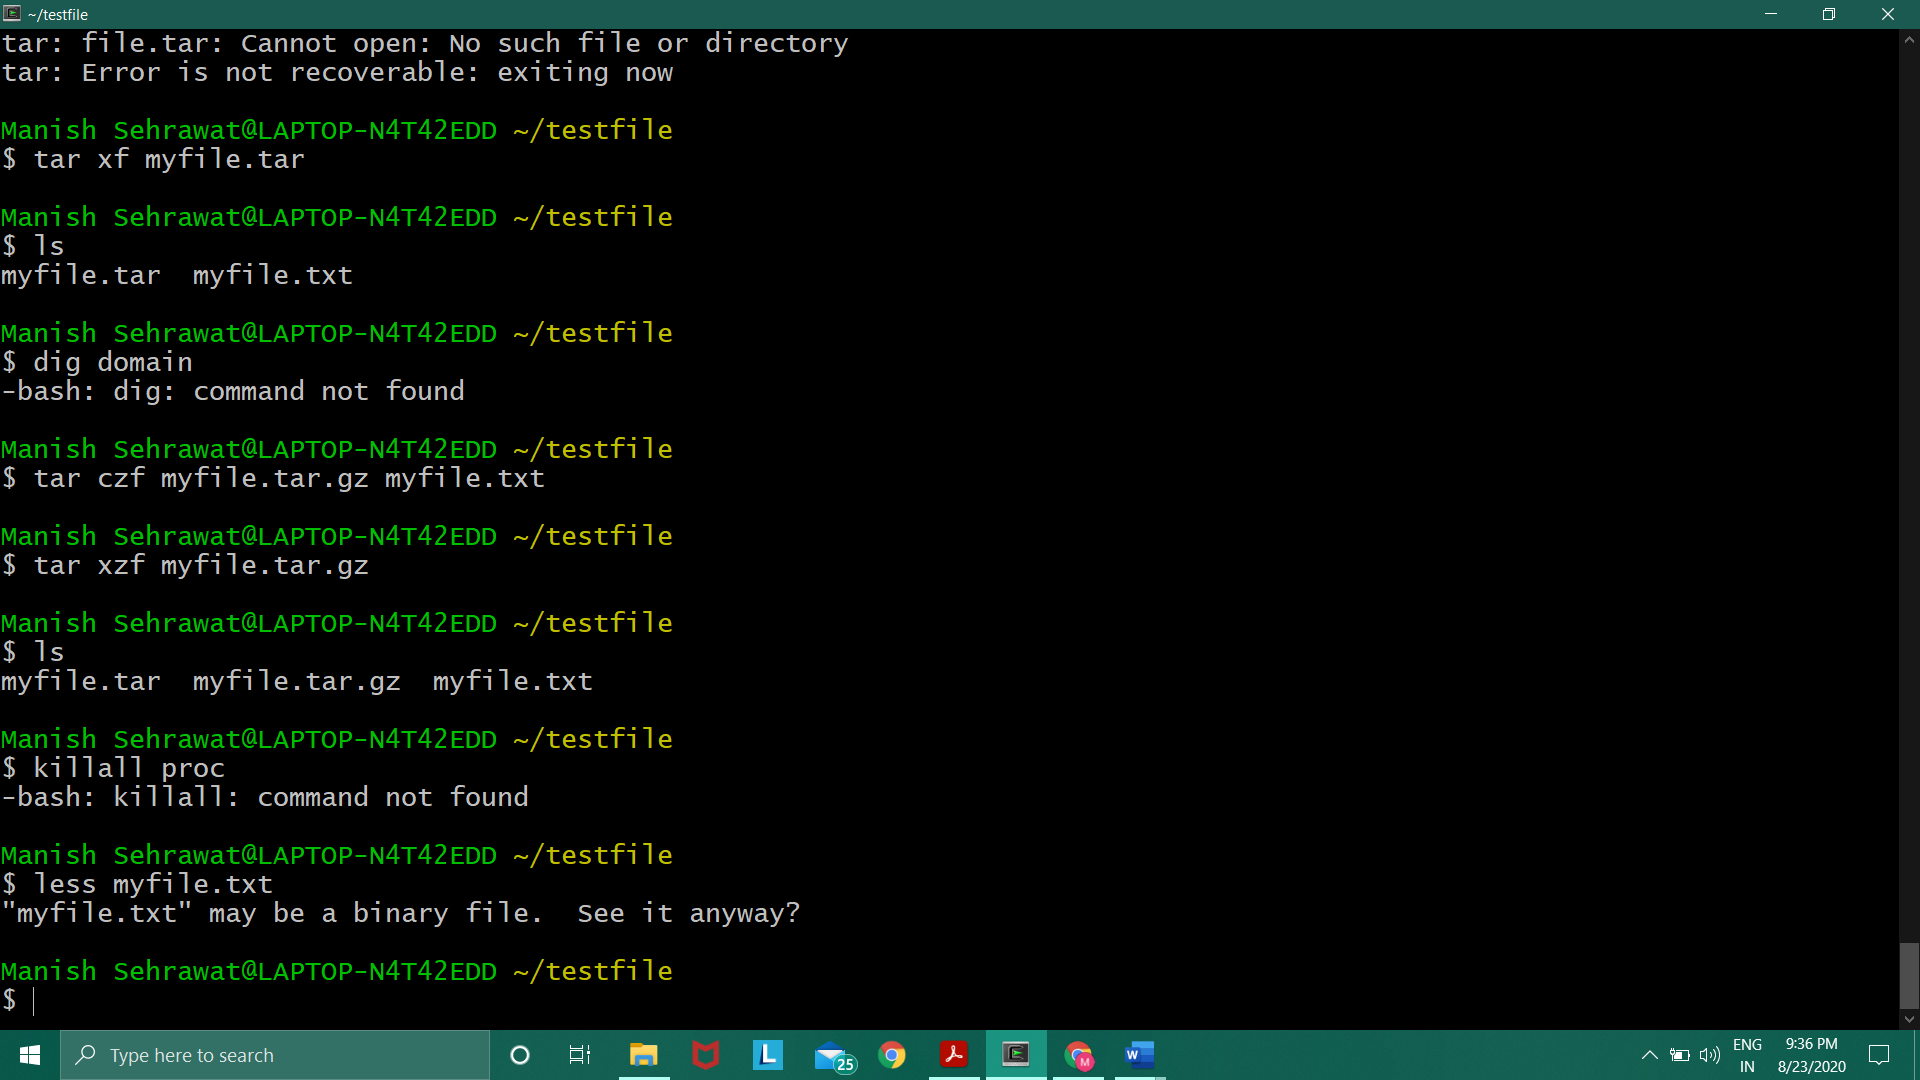 ~/testfile
tar: file.tar: Cannot open: No such file or directory
tar: Error is not recoverable: exiting now
Manish Sehrawat@LAPTOP-N4T42EDD ~/testfile
$ tar xf myfile.tar
Manish Sehrawat@LAPTOP-N4T42EDD ~/testfile
$ ls
myfile.tar  myfile.txt
Manish Sehrawat@LAPTOP-N4T42EDD ~/testfile
$ dig domain
-bash: dig: command not found
Manish Sehrawat@LAPTOP-N4T42EDD ~/testfile
$ tar czf myfile.tar.gz myfile.txt
Manish Sehrawat@LAPTOP-N4T42EDD ~/testfile
$ tar xzf myfile.tar.gz
Manish Sehrawat@LAPTOP-N4T42EDD ~/testfile
$ ls
myfile.tar  myfile.tar.gz  myfile.txt
Manish Sehrawat@LAPTOP-N4T42EDD ~/testfile
$ killall proc
-bash: killall: command not found
Manish Sehrawat@LAPTOP-N4T42EDD ~/testfile
$ less myfile.txt
"myfile.txt" may be a binary file.  See it anyway?
Manish Sehrawat@LAPTOP-N4T42EDD ~/testfile
$
Type here to search
L
25
M
W
ENG
IN
9:36 PM
8/23/2020